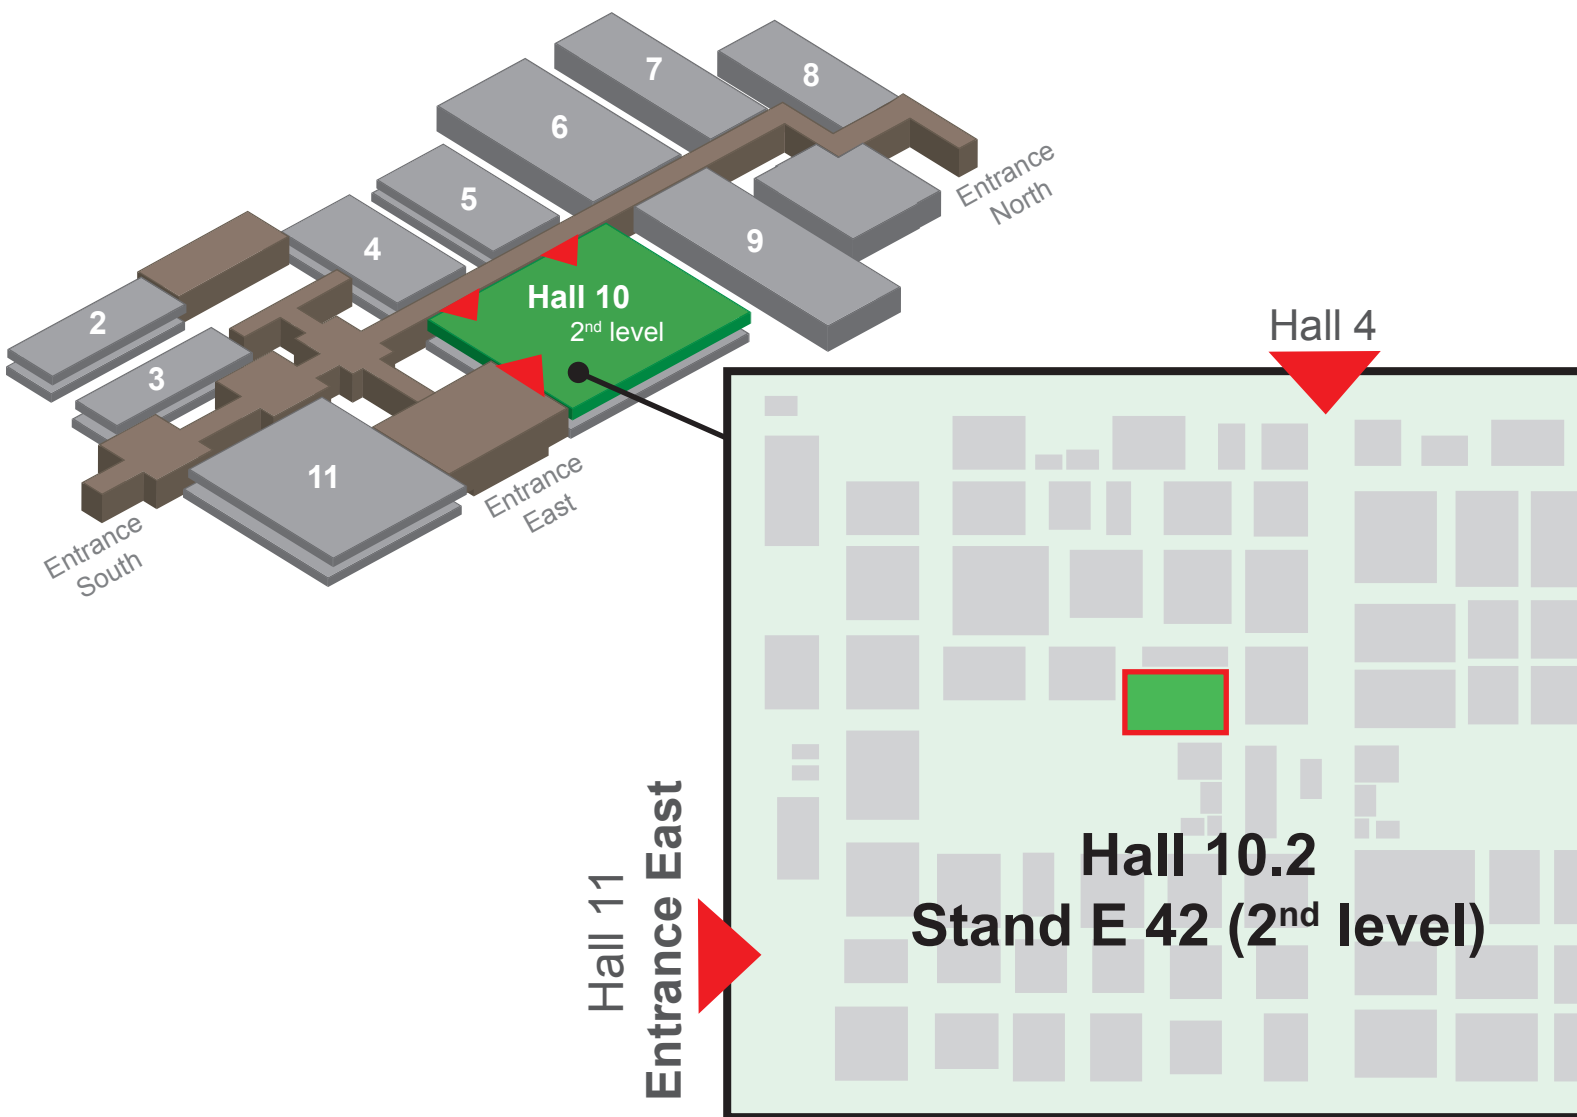 7
8
6
5
4
9
Entrance
North
2
3
Hall 10
2nd level
11
Entrance
East
Entrance
South
Hall 4
Hall 11
Entrance East
Hall 10.2
Stand E 42 (2nd level)